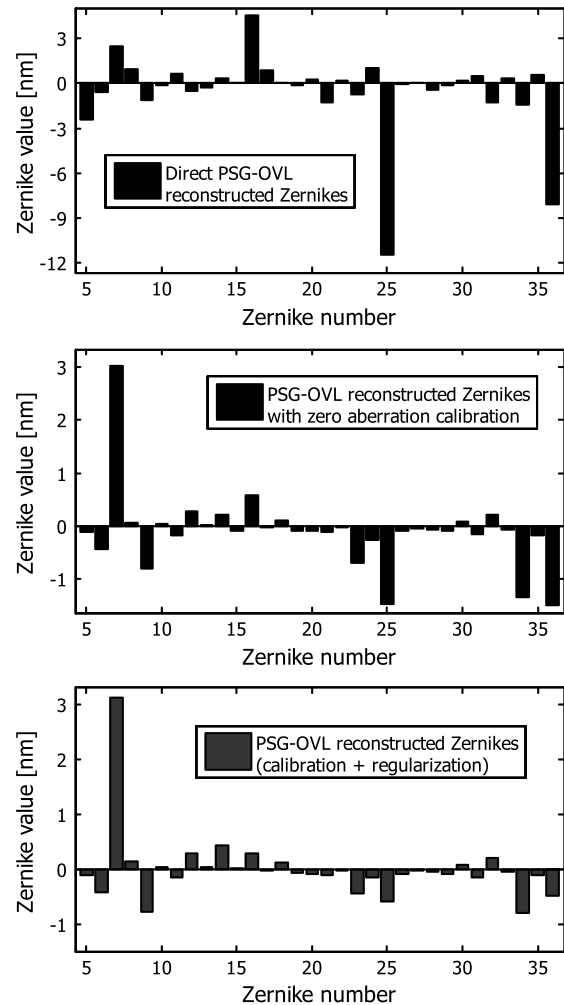 Zernike value [nm]
3
0
-3
-6
-9
-12
Direct PSG-OVL
reconstructed Zernikes
5 10 15 20 25 30 35
Zernike number
Zernike value [nm]
3
2
1
0
-1
PSG-OVL reconstructed Zernikes
with zero aberration calibration
5 10 15 20 25 30 35
Zernike number
Zernike value [nm]
3
2
1
0
-1
PSG-OVL reconstructed Zernikes
(calibration + regularization)
5 10 15 20 25 30 35
Zernike number